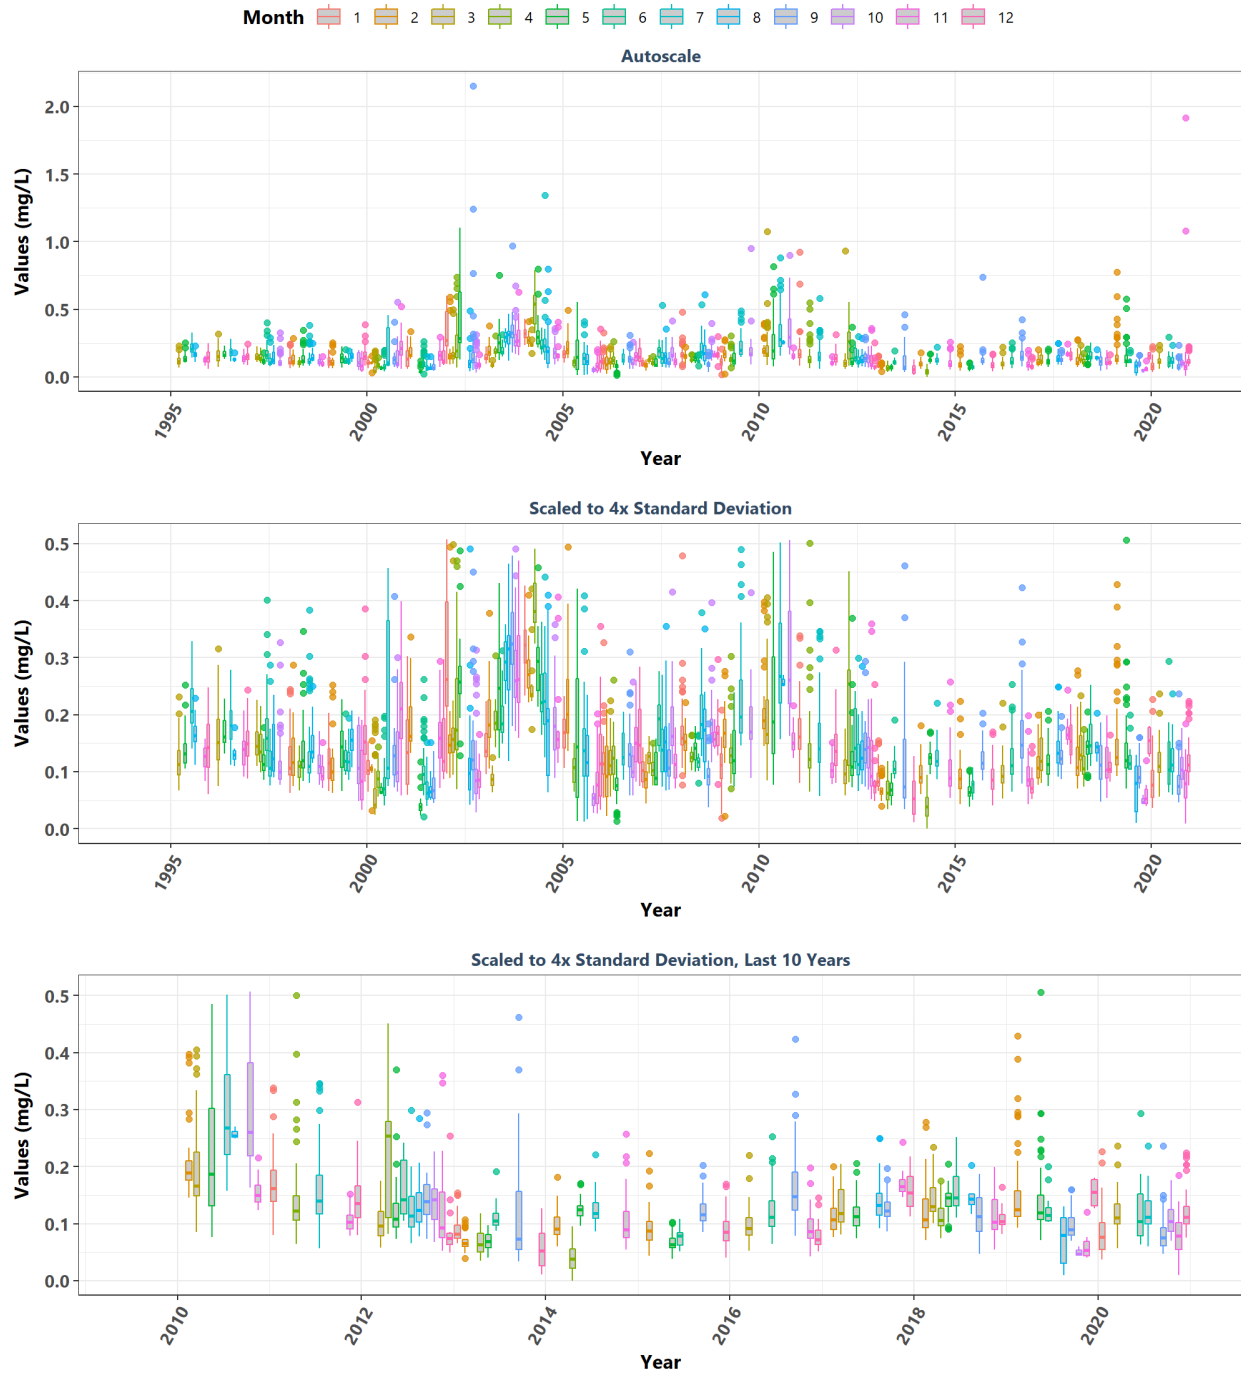 Month 1 2 3 4 5 6 7 8 9 10 11 12
Autoscale
Values (mg/L)
2.0
1.5
1.0
0.5
0.0
1995 2000 2005 2010 2015 2020
Year
Scaled to 4x Standard Deviation
Values (mg/L)
0.5
0.4
0.3
0.2
0.1
0.0
1995 2000 2005 2010 2015 2020
Year
Scaled to 4x Standard Deviation, Last 10 Years
Values (mg/L)
0.5
0.4
0.3
0.2
0.1
0.0
2010 2012 2014 2016 2018 2020
Year